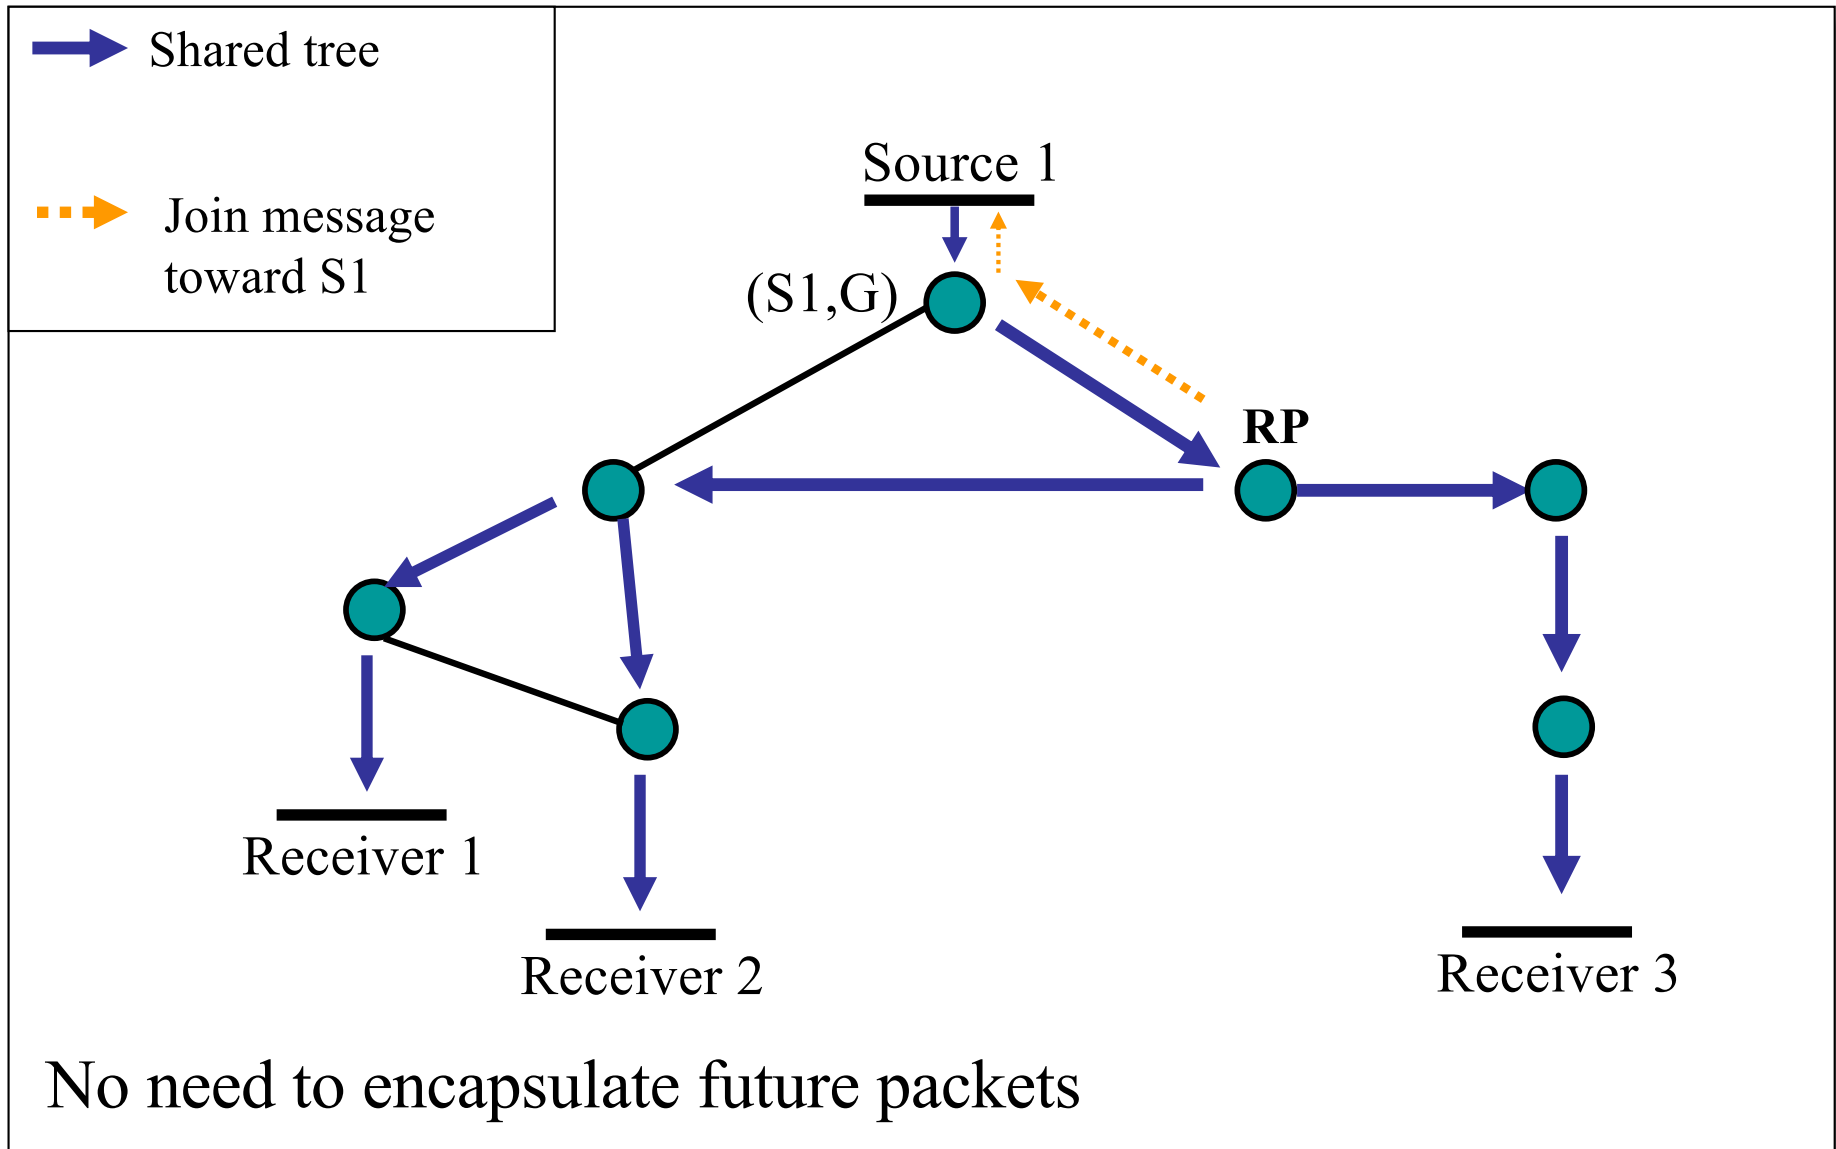 Shared tree
Join message
toward S1
Source 1
(S1,G)
RP
Receiver 1
Receiver 2
Receiver 3
No need to encapsulate future packets